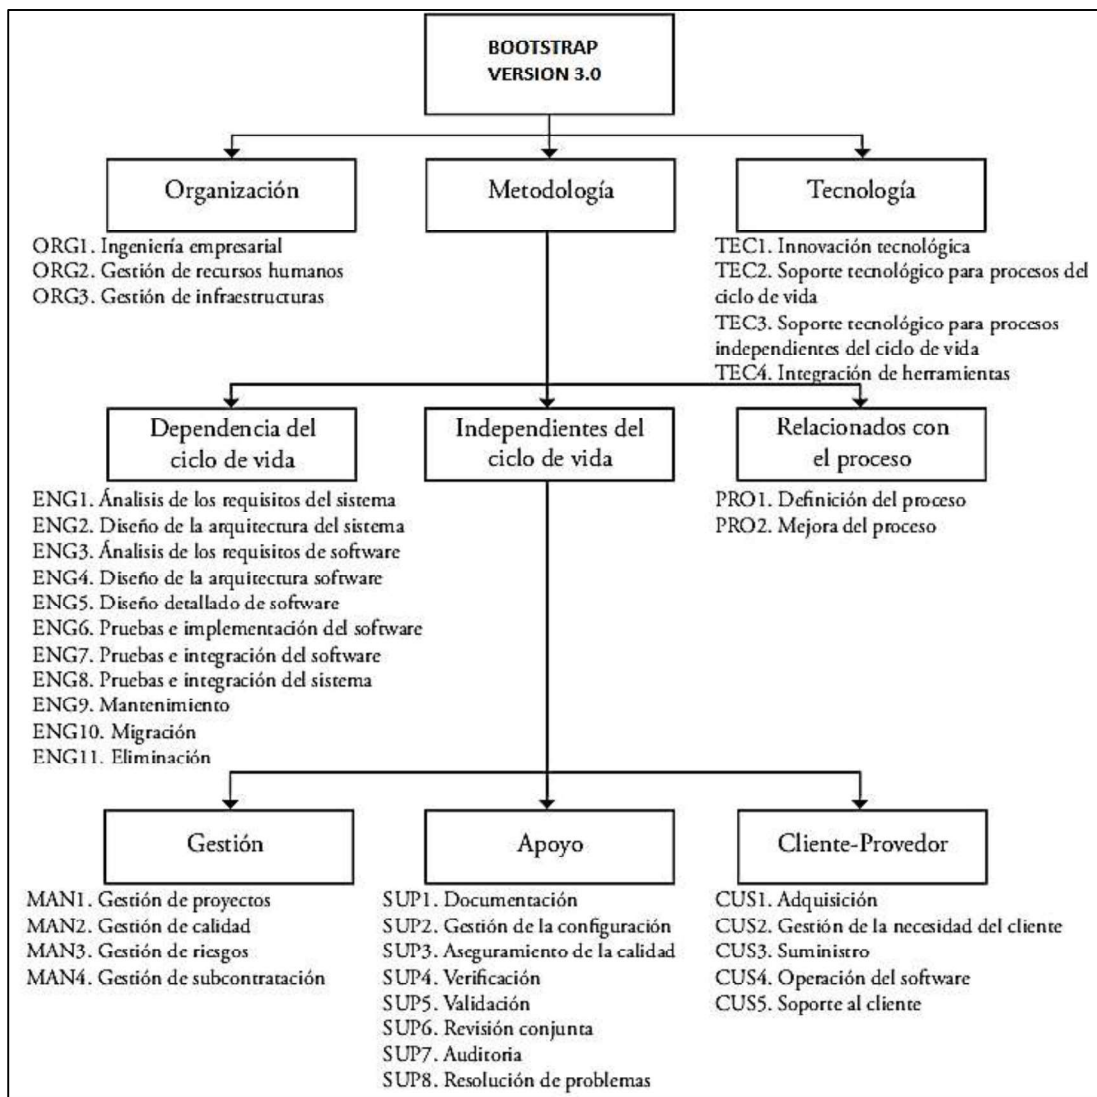 BOOTSTRAP
VERSION 3.0
Organización
Metodología
Tecnología
ORG1. Ingeniería empresarial
ORG2. Gestión de recursos humanos
ORG3. Gestión de infraestructuras
TEC1. Innovación tecnológica
TEC2. Soporte tecnológico para procesos del
ciclo de vida
TEC3. Soporte tecnológico para procesos
independientes del ciclo de vida
TEC4. Integración de herramientas
Dependencia del
ciclo de vida
Independientes del
ciclo de vida
Relacionados con
el proceso
ENG1. Ánalisis de los requisitos del sistema
ENG2. Diseño de la arquitectura del sistema
ENG3. Ánalisis de los requisitos de software
ENG4. Diseño de la arquitectura software
ENG5. Diseño detallado de software
ENG6. Pruebas e implementación del software
ENG7. Pruebas e integración del software
ENG8. Pruebas e integración del sistema
ENG9. Mantenimiento
ENG10. Migración
ENG11. Eliminación
PRO1. Definición del proceso
PRO2. Mejora del proceso
Gestión
Apoyo
Cliente-Provedor
MAN1. Gestión de proyectos
MAN2. Gestión de calidad
MAN3. Gestión de riesgos
MAN4. Gestión de subcontratación
SUP1. Documentación
SUP2. Gestión de la configuración
SUP3. Aseguramiento de la calidad
SUP4. Verificación
SUP5. Validación
SUP6. Revisión conjunta
SUP7. Auditoria
SUP8. Resolución de problemas
CUS1. Adquisición
CUS2. Gestión de la necesidad del cliente
CUS3. Suministro
CUS4. Operación del software
CUS5. Soporte al cliente